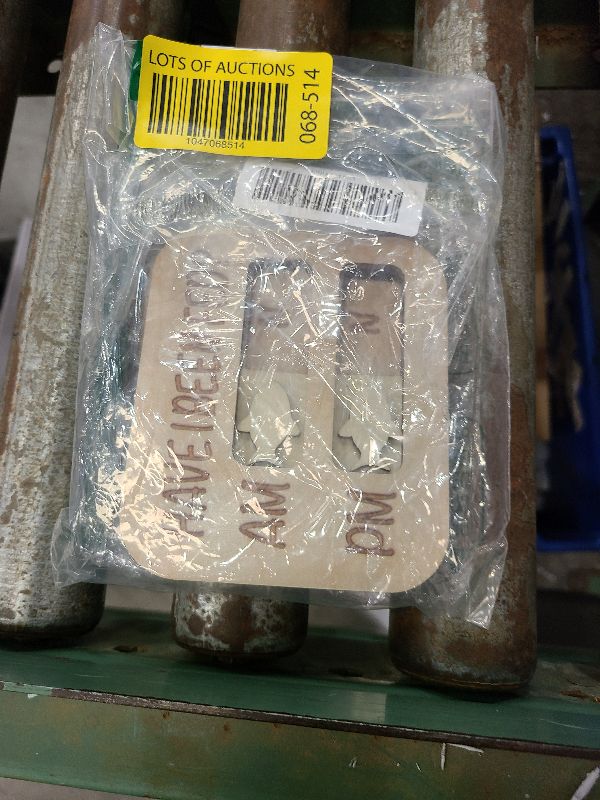 LOTS OF AUCTIONS
068-514
1047068514
HAVE I BEEN FED?
AM
N
PM
N